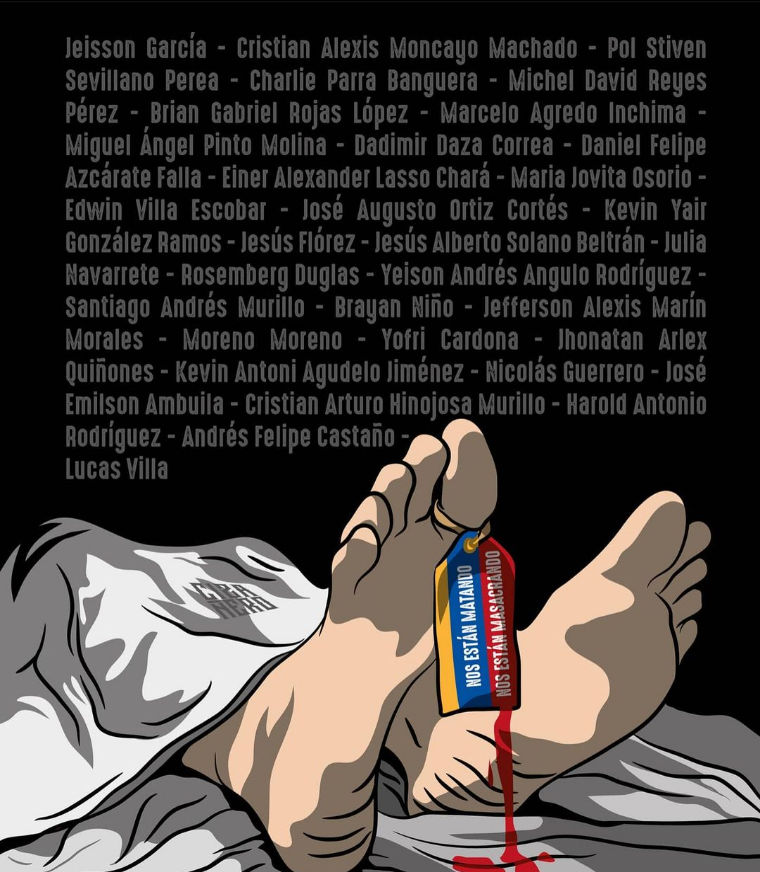 Jeisson García - Cristian Alexis Moncayo Machado - Pol Stiven
Sevillano Perea - Charlie Parra Banguera - Michel David Reyes
Pérez - Brian Gabriel Rojas López - Marcelo Agredo Inchima -
Miguel Ángel Pinto Molina - Dadimir Daza Correa - Daniel Felipe
Azcárate Falla - Einer Alexander Lasso Chará - Maria Jovita Osorio -
Edwin Villa Escobar - José Augusto Ortiz Cortés - Kevin Yair
González Ramos - Jesús Flórez - Jesús Alberto Solano Beltrán - Julia
Navarrete - Rosemberg Duglas - Yeison Andrés Angulo Rodríguez -
Santiago Andrés Murillo - Brayan Niño - Jefferson Alexis Marín
Morales - Moreno Moreno - Yofri Cardona - Jhonatan Arlex
Quiñones - Kevin Antoni Agudelo Jiménez - Nicolás Guerrero - José
Emilson Ambuila - Cristian Arturo Hinojosa Murillo - Harold Antonio
Rodríguez - Andrés Felipe Castaño -
Lucas Villa
NOS ESTÁN MATANDO
NOS ESTÁN MASACRANDO